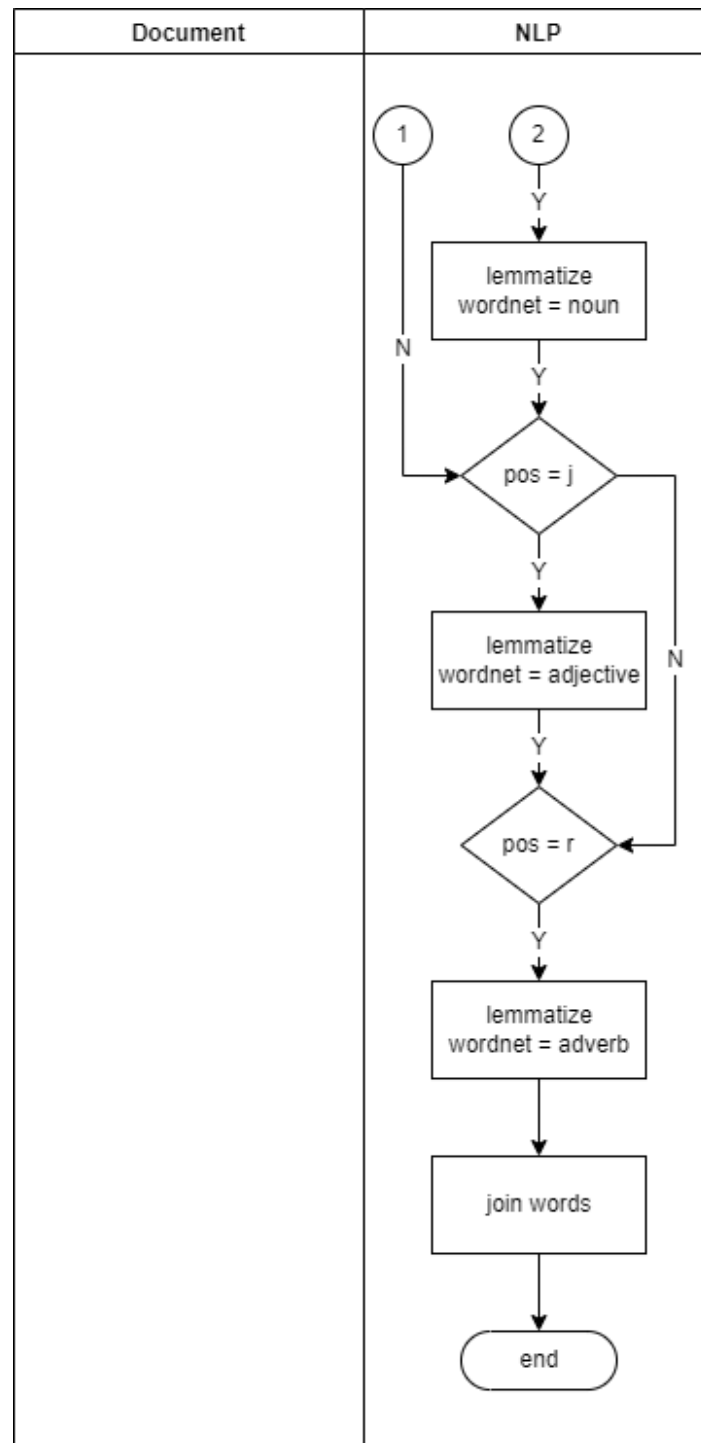 Document
NLP
1
2
Y
lemmatize
wordnet = noun
N
Y
pos = j
Y
lemmatize
wordnet = adjective
N
Y
pos = r
Y
lemmatize
wordnet = adverb
join words
end